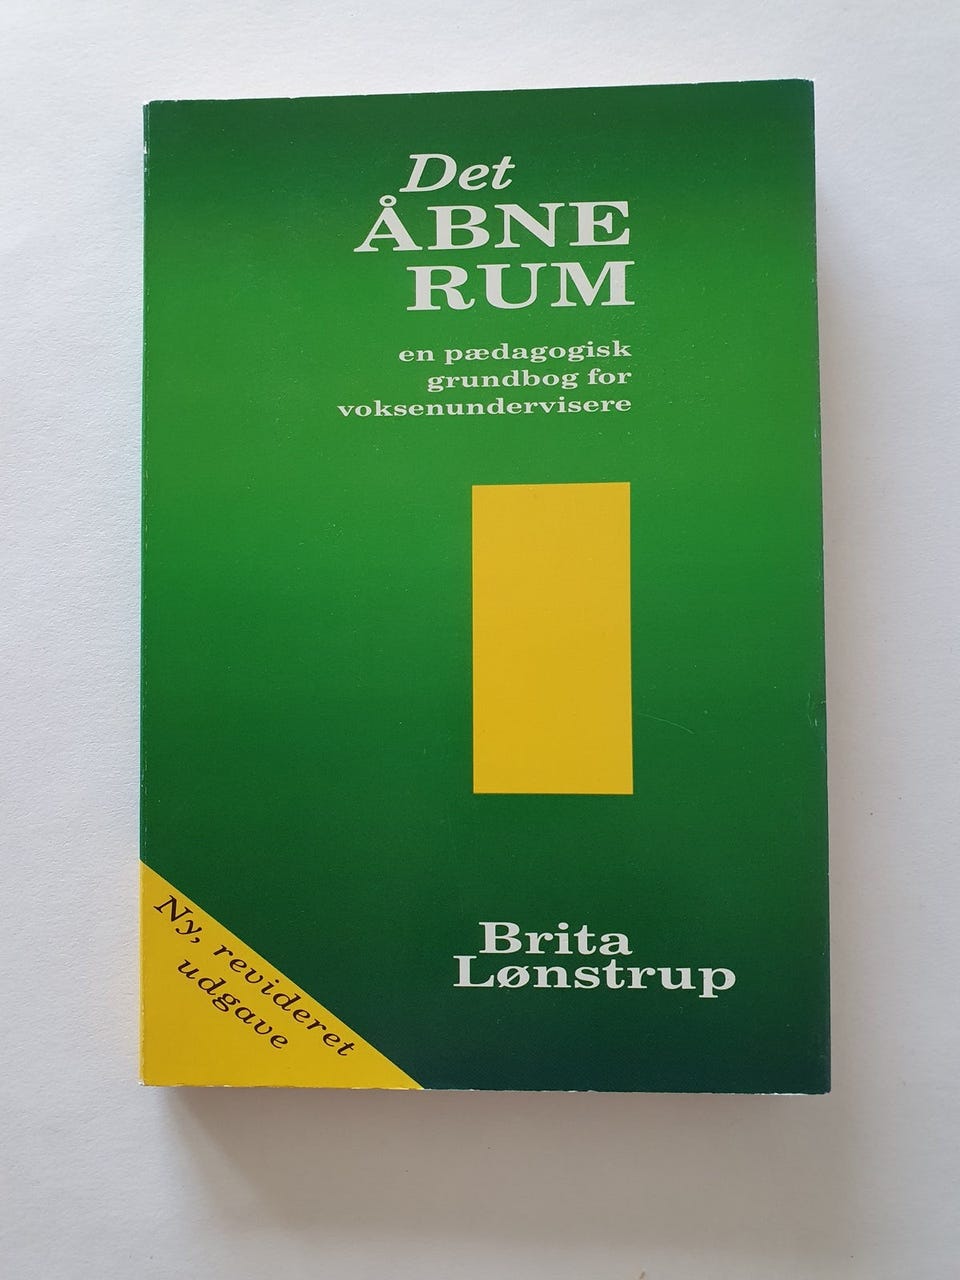 Det
ÅBNE
RUM
en pædagogisk
grundbog for
voksenundervisere
Brita
Lønstrup
Ny, revideret
udgave